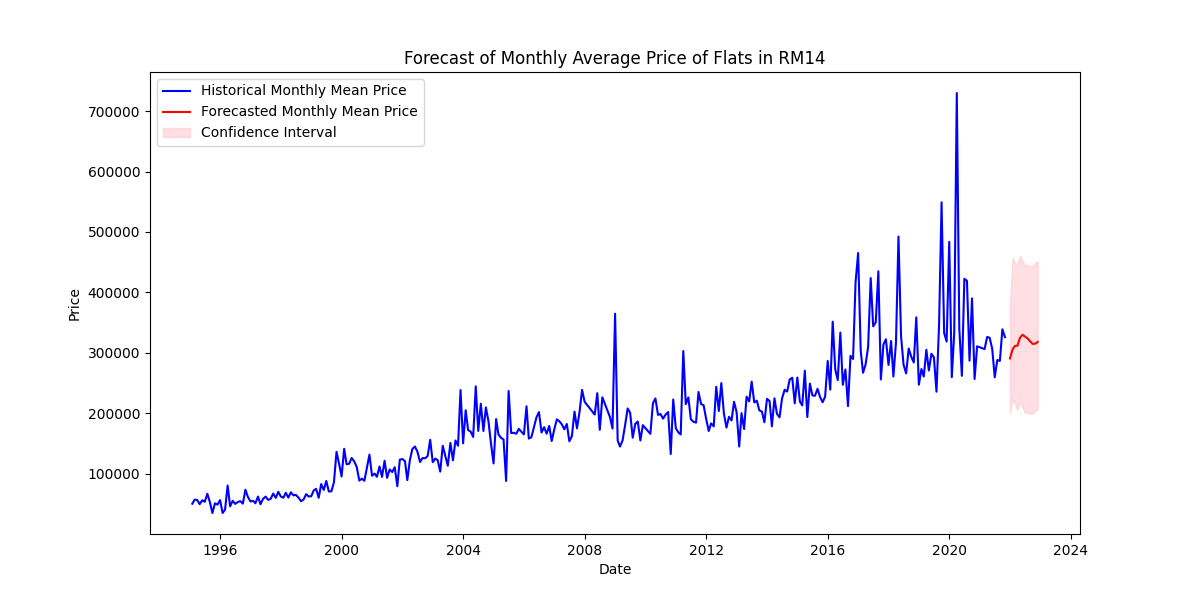 Forecast of Monthly Average Price of Flats in RM14
Historical Monthly Mean Price
Forecasted Monthly Mean Price
Confidence Interval
Price
700000
600000
500000
400000
300000
200000
100000
1996 2000 2004 2008 2012 2016 2020 2024
Date